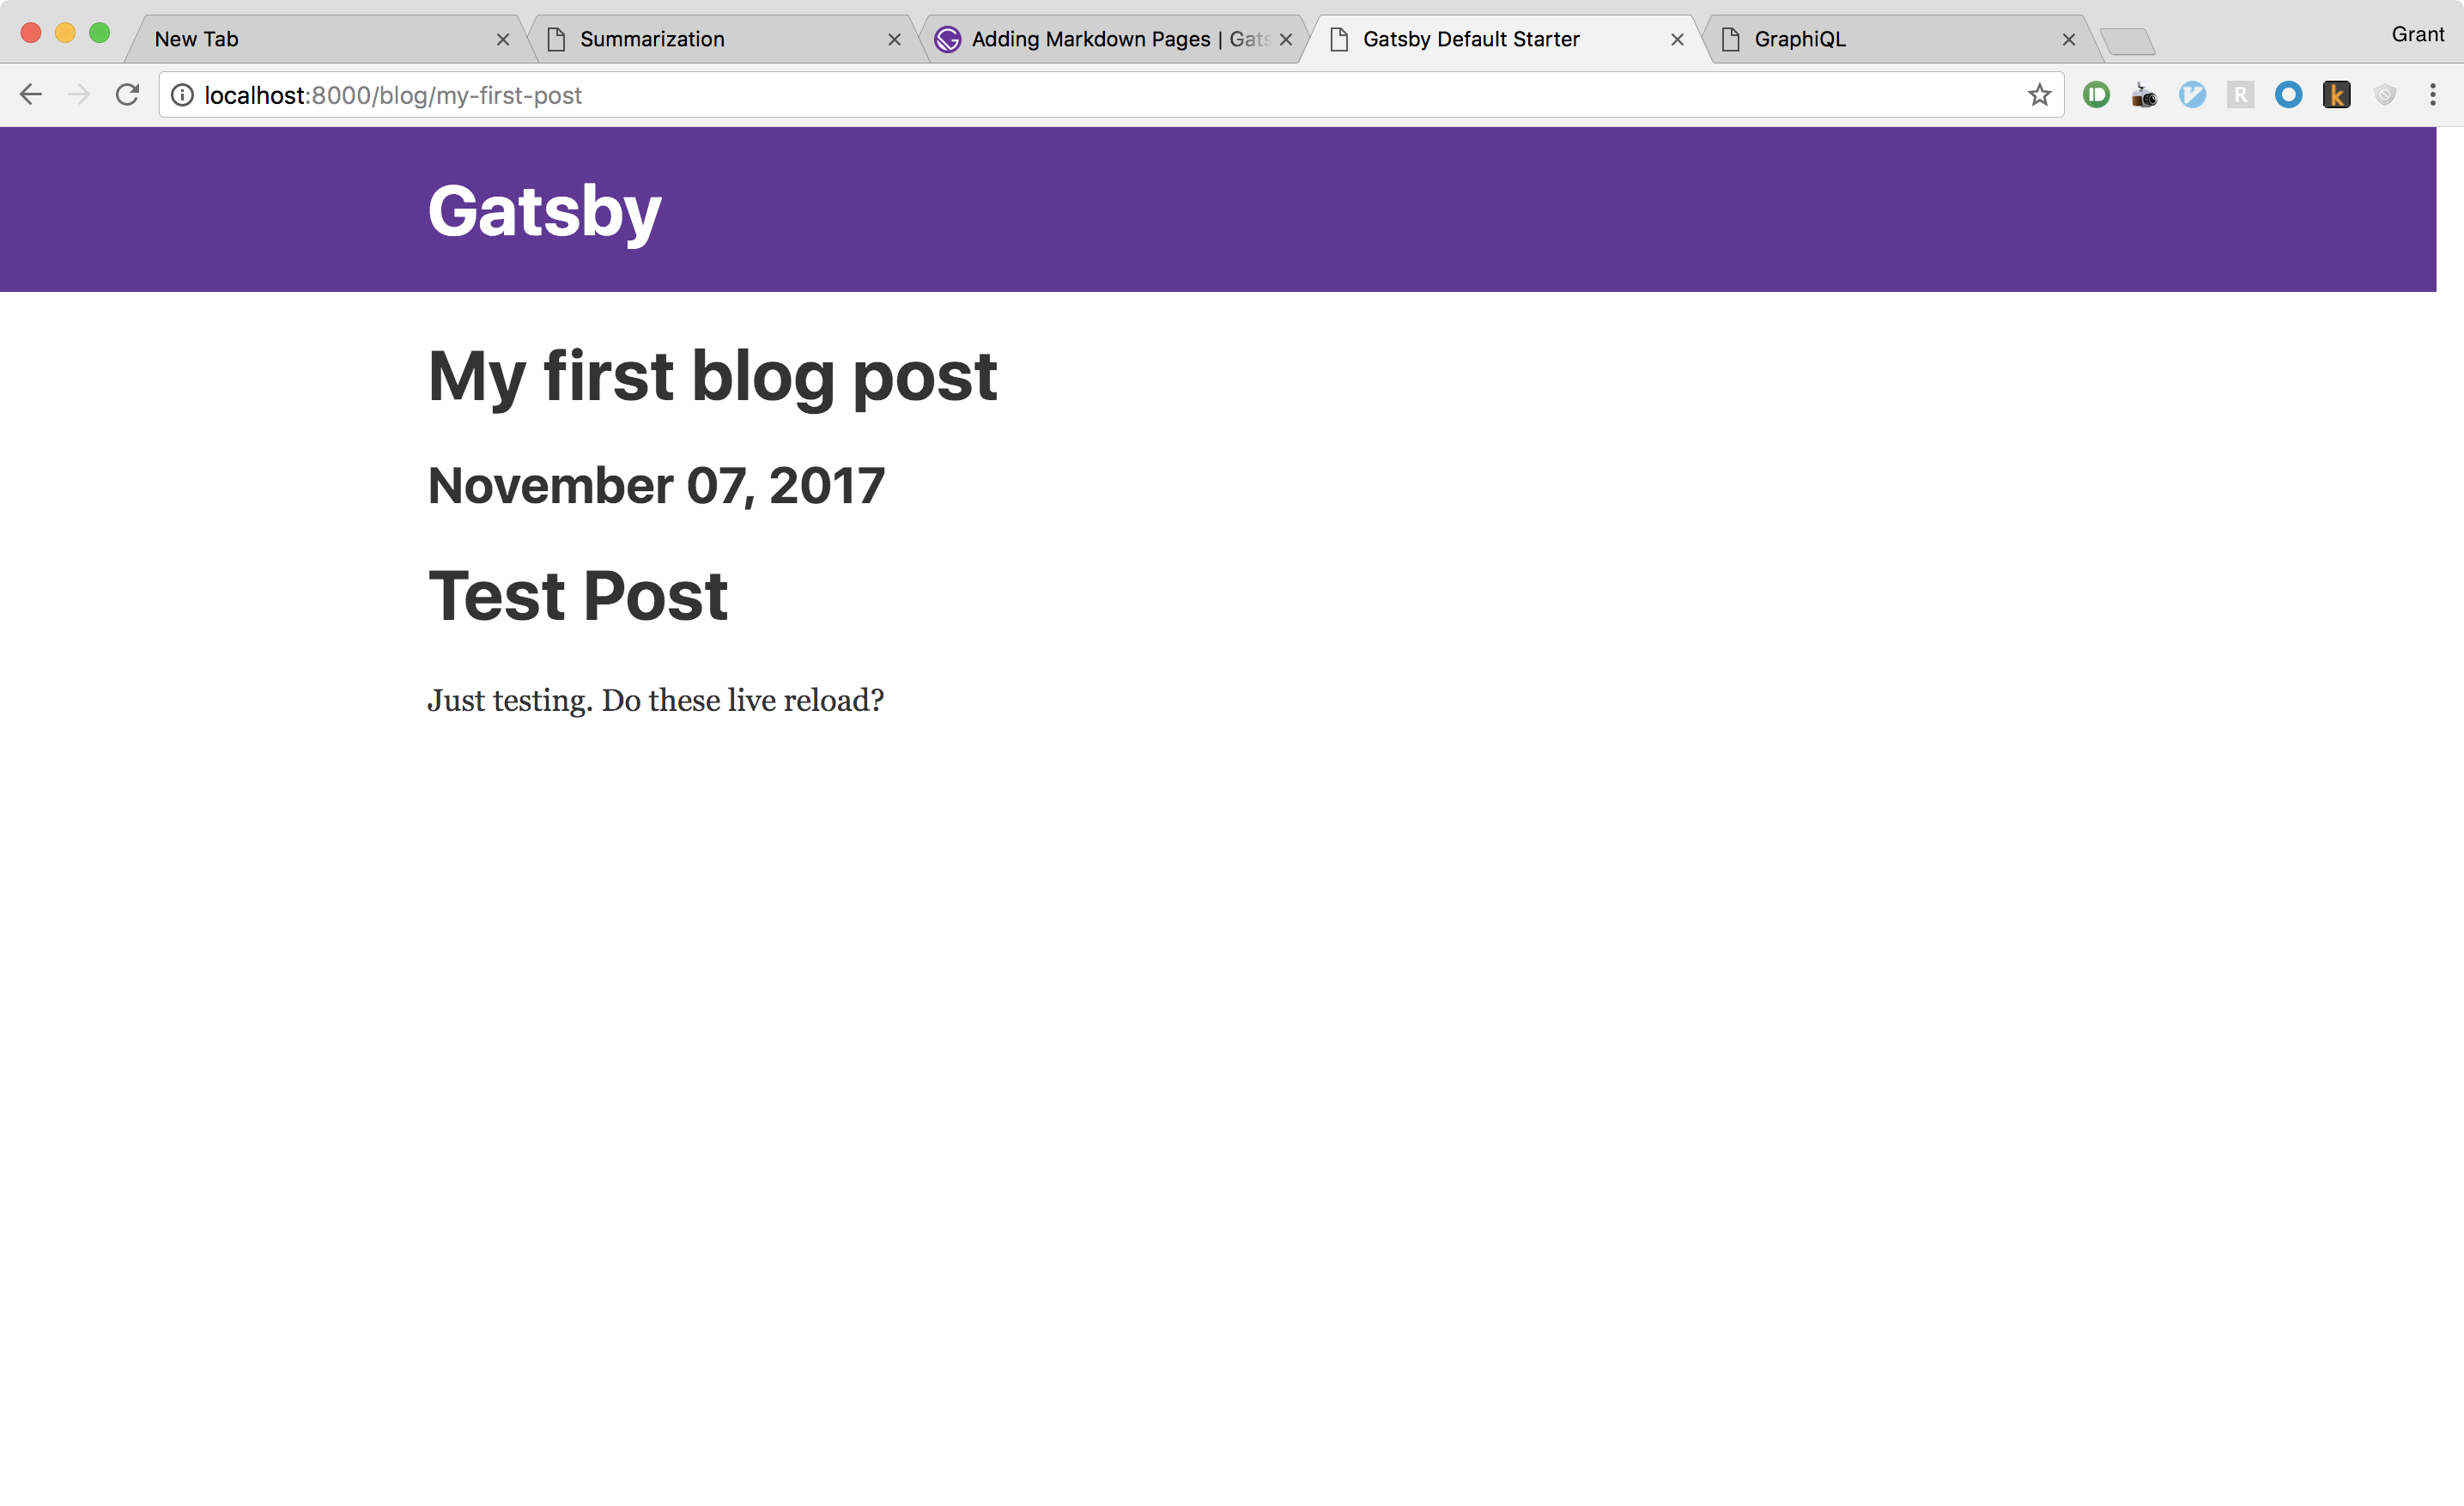 New Tab
Summarization
Adding Markdown Pages | Gats
Gatsby Default Starter
GraphiQL
Grant
localhost:8000/blog/my-first-post
Gatsby
My first blog post
November 07, 2017
Test Post
Just testing. Do these live reload?